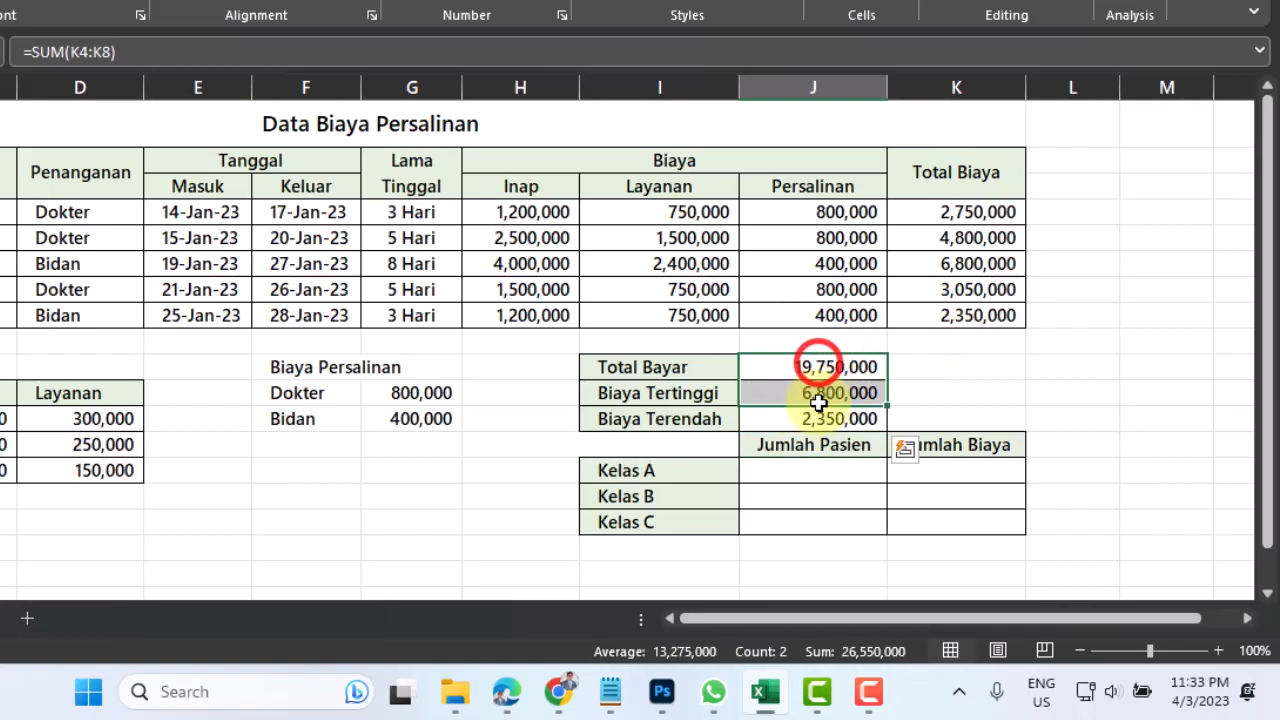 ont Alignment Number Styles Cells Editing Analysis
=SUM(K4:K8)
D E F G H I J K L M
Data Biaya Persalinan
Penanganan Tanggal Lama Biaya Total Biaya
Masuk Keluar Tinggal Inap Layanan Persalinan
Dokter 14-Jan-23 17-Jan-23 3 Hari 1,200,000 750,000 800,000 2,750,000
Dokter 15-Jan-23 20-Jan-23 5 Hari 2,500,000 1,500,000 800,000 4,800,000
Bidan 19-Jan-23 27-Jan-23 8 Hari 4,000,000 2,400,000 400,000 6,800,000
Dokter 21-Jan-23 26-Jan-23 5 Hari 1,500,000 750,000 800,000 3,050,000
Bidan 25-Jan-23 28-Jan-23 3 Hari 1,200,000 750,000 400,000 2,350,000
Biaya Persalinan Total Bayar 19,750,000
Layanan Dokter 800,000 Biaya Tertinggi 6,800,000
0 300,000 Bidan 400,000 Biaya Terendah 2,350,000
0 250,000 Jumlah Pasien umlah Biaya
0 150,000 Kelas A
Kelas B
Kelas C
Average: 13,275,000 Count: 2 Sum: 26,550,000 100%
Search Ps ENG 11:33 PM
US 4/3/2023